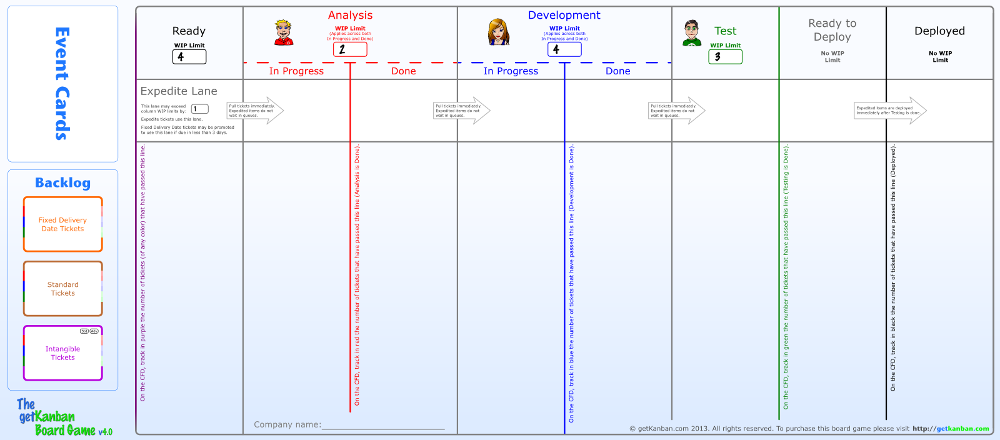 Event Cards
Backlog
Fixed Delivery
Date Tickets
Standard
Tickets
Std Adv
Intangible
Tickets
The
getKanban
Board Game v4.0
Ready
WIP Limit
4
Analysis
WIP Limit
(Applies across both
In Progress and Done)
2
In Progress
Done
Development
WIP Limit
(Applies across both
In Progress and Done)
4
In Progress
Done
Test
WIP Limit
3
Ready to
Deploy
No WIP
Limit
Deployed
No WIP
Limit
Expedite Lane
This lane may exceed
column WIP limits by: 1
Expedite tickets use this lane.
Fixed Delivery Date tickets may be promoted
to use this lane if due in less than 3 days.
Pull tickets immediately.
Expedited items do not
wait in queues.
Pull tickets immediately.
Expedited items do not
wait in queues.
Pull tickets immediately.
Expedited items do not
wait in queues.
Expedited items are deployed
immediately after Testing is done.
On the CFD, track in purple the number of tickets (of any color) that have passed this line.
On the CFD, track in red the number of tickets that have passed this line (Analysis is Done).
On the CFD, track in blue the number of tickets that have passed this line (Development is Done).
On the CFD, track in green the number of tickets that have passed this line (Testing is Done).
On the CFD, track in black the number of tickets that have passed this line (Deployed).
Company name:
© getKanban.com 2013. All rights reserved. To purchase this board game please visit http://getkanban.com